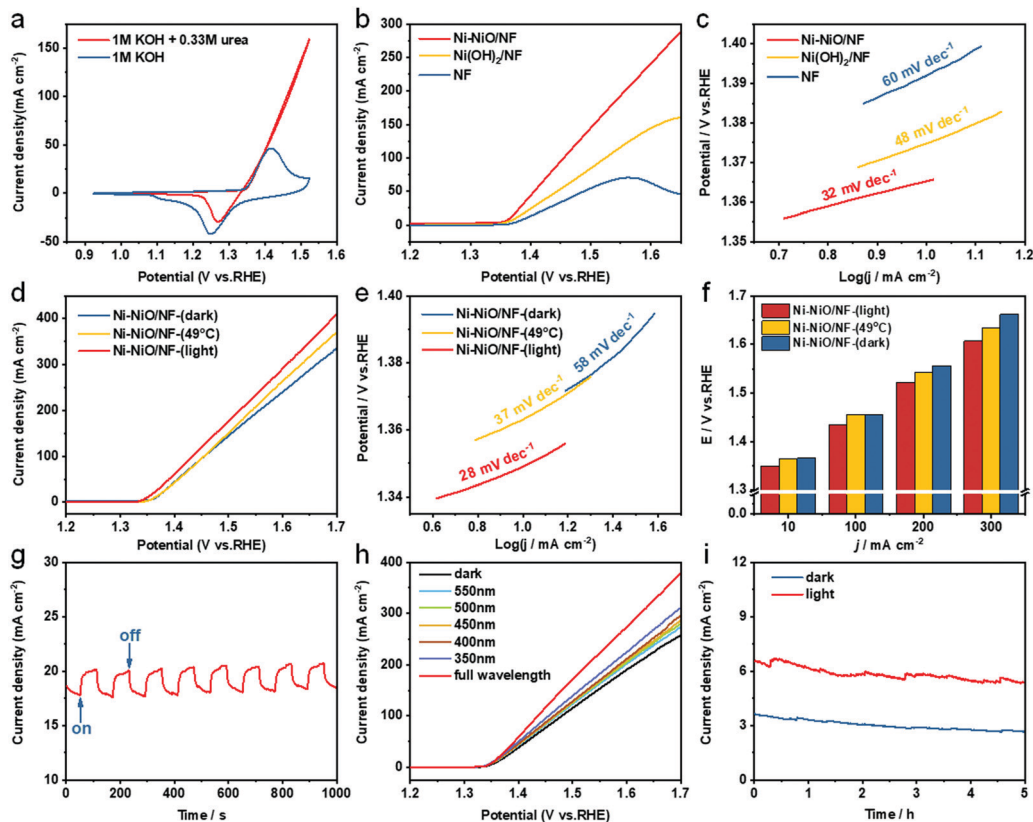 a
1M KOH + 0.33M urea
1M KOH
Current density(mA cm⁻²)
150
100
50
0
-50
0.9 1.0 1.1 1.2 1.3 1.4 1.5 1.6
Potential (V vs.RHE)
b
Ni-NiO/NF
Ni(OH)₂/NF
NF
Current density (mA cm⁻²)
300
250
200
150
100
50
0
1.2 1.3 1.4 1.5 1.6
Potential (V vs.RHE)
c
Ni-NiO/NF
Ni(OH)₂/NF
NF
60 mV dec⁻¹
48 mV dec⁻¹
32 mV dec⁻¹
Potential / V vs.RHE
1.40
1.39
1.38
1.37
1.36
1.35
0.7 0.8 0.9 1.0 1.1 1.2
Log(j / mA cm⁻²)
d
Ni-NiO/NF-(dark)
Ni-NiO/NF-(49°C)
Ni-NiO/NF-(light)
Current density (mA cm⁻²)
400
300
200
100
0
1.2 1.3 1.4 1.5 1.6 1.7
Potential (V vs.RHE)
e
Ni-NiO/NF-(dark)
Ni-NiO/NF-(49°C)
Ni-NiO/NF-(light)
58 mV dec⁻¹
37 mV dec⁻¹
28 mV dec⁻¹
Potential / V vs.RHE
1.40
1.38
1.36
1.34
0.6 0.8 1.0 1.2 1.4 1.6
Log(j / mA cm⁻²)
f
Ni-NiO/NF-(light)
Ni-NiO/NF-(49°C)
Ni-NiO/NF-(dark)
E / V vs.RHE
1.7
1.6
1.5
1.4
1.3
0.0
10 100 200 300
j / mA cm⁻²
g
off
on
Current density (mA cm⁻²)
30
25
20
15
10
0 200 400 600 800 1000
Time / s
h
dark
550nm
500nm
450nm
400nm
350nm
full wavelength
Current density (mA cm⁻²)
400
300
200
100
0
1.2 1.3 1.4 1.5 1.6 1.7
Potential (V vs.RHE)
i
dark
light
Current density (mA cm⁻²)
12
9
6
3
0
0 1 2 3 4 5
Time / h